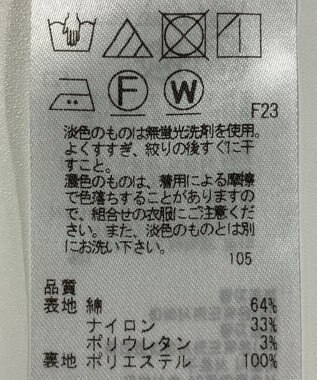 F W
F23
淡色のものは無蛍光洗剤を使用。
よくすすぎ、絞りの後すぐに干
すこと。
濃色のものは、着用による摩擦
で色落ちすることがありますの
で、組合せの衣服にご注意くだ
さい。また、淡色のものとは別
にお洗い下さい。
105
品質
表地 綿 64%
ナイロン 33%
ポリウレタン 3%
裏地 ポリエステル 100%